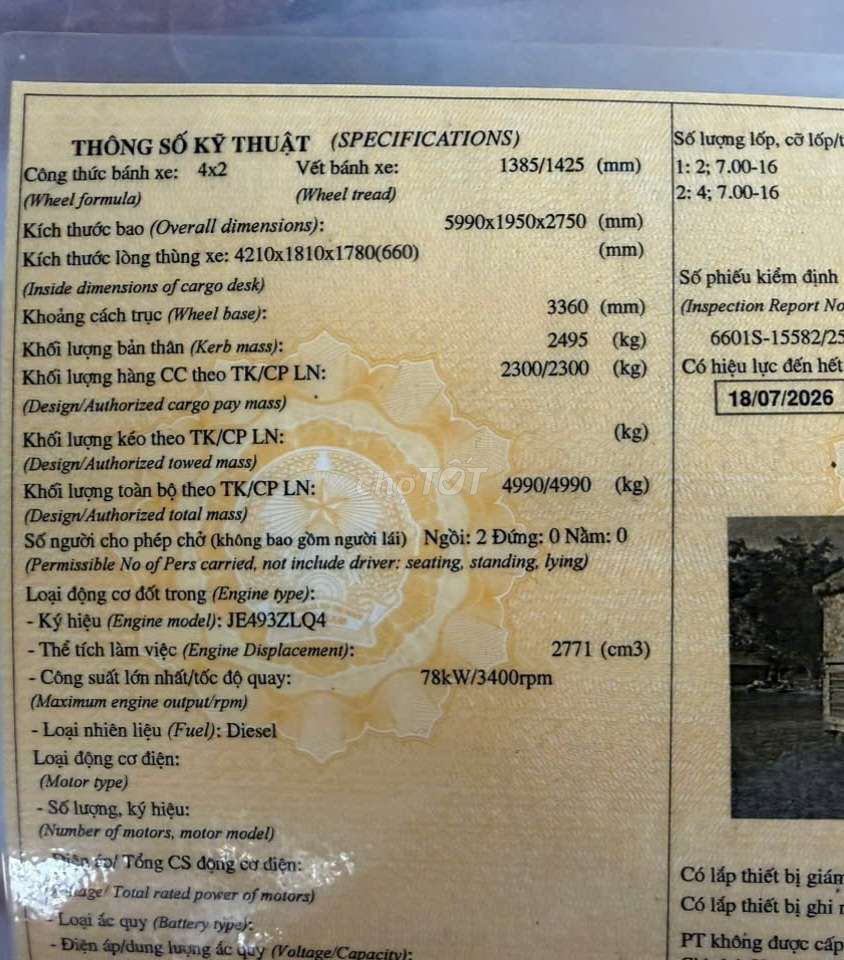 THÔNG SỐ KỸ THUẬT (SPECIFICATIONS)
Công thức bánh xe: 4x2 Vết bánh xe: 1385/1425 (mm)
(Wheel formula) (Wheel tread)
Kích thước bao (Overall dimensions): 5990x1950x2750 (mm)
Kích thước lòng thùng xe: 4210x1810x1780(660) (mm)
(Inside dimensions of cargo desk)
Khoảng cách trục (Wheel base): 3360 (mm)
Khối lượng bản thân (Kerb mass): 2495 (kg)
Khối lượng hàng CC theo TK/CP LN: 2300/2300 (kg)
(Design/Authorized cargo pay mass)
Khối lượng kéo theo TK/CP LN: (kg)
(Design/Authorized towed mass)
Khối lượng toàn bộ theo TK/CP LN: 4990/4990 (kg)
(Design/Authorized total mass)
Số người cho phép chở (không bao gồm người lái) Ngồi: 2 Đứng: 0 Nằm: 0
(Permissible No of Pers carried, not include driver: seating, standing, lying)
Loại động cơ đốt trong (Engine type):
- Ký hiệu (Engine model): JE493ZLQ4
- Thể tích làm việc (Engine Displacement): 2771 (cm3)
- Công suất lớn nhất/tốc độ quay: 78kW/3400rpm
(Maximum engine output/rpm)
- Loại nhiên liệu (Fuel): Diesel
Loại động cơ điện:
(Motor type)
- Số lượng, ký hiệu:
(Number of motors, motor model)
Điện áp/ Tổng CS động cơ điện:
Total rated power of motors)
- Loại ắc quy (Battery type):
- Điện áp/dung lượng ắc quy (Voltage/Capacity):
Số lượng lốp, cỡ lốp/t
1: 2; 7.00-16
2: 4; 7.00-16
Số phiếu kiểm định
(Inspection Report No
6601S-15582/25
Có hiệu lực đến hết
18/07/2026
Có lắp thiết bị giám
Có lắp thiết bị ghi
PT không được cấp
chợTỐT